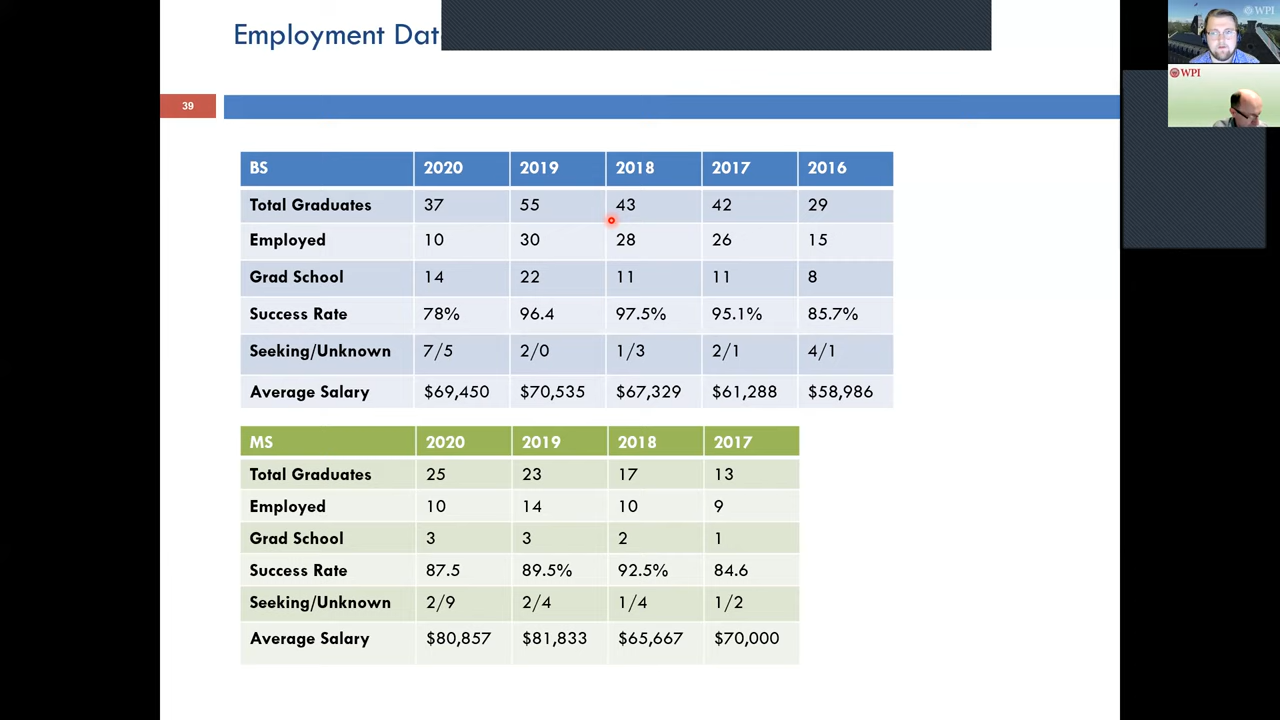 Employment Dat
WPI
WPI
39
BS 2020 2019 2018 2017 2016
Total Graduates 37 55 43 42 29
Employed 10 30 28 26 15
Grad School 14 22 11 11 8
Success Rate 78% 96.4 97.5% 95.1% 85.7%
Seeking/Unknown 7/5 2/0 1/3 2/1 4/1
Average Salary $69,450 $70,535 $67,329 $61,288 $58,986
MS 2020 2019 2018 2017
Total Graduates 25 23 17 13
Employed 10 14 10 9
Grad School 3 3 2 1
Success Rate 87.5 89.5% 92.5% 84.6
Seeking/Unknown 2/9 2/4 1/4 1/2
Average Salary $80,857 $81,833 $65,667 $70,000